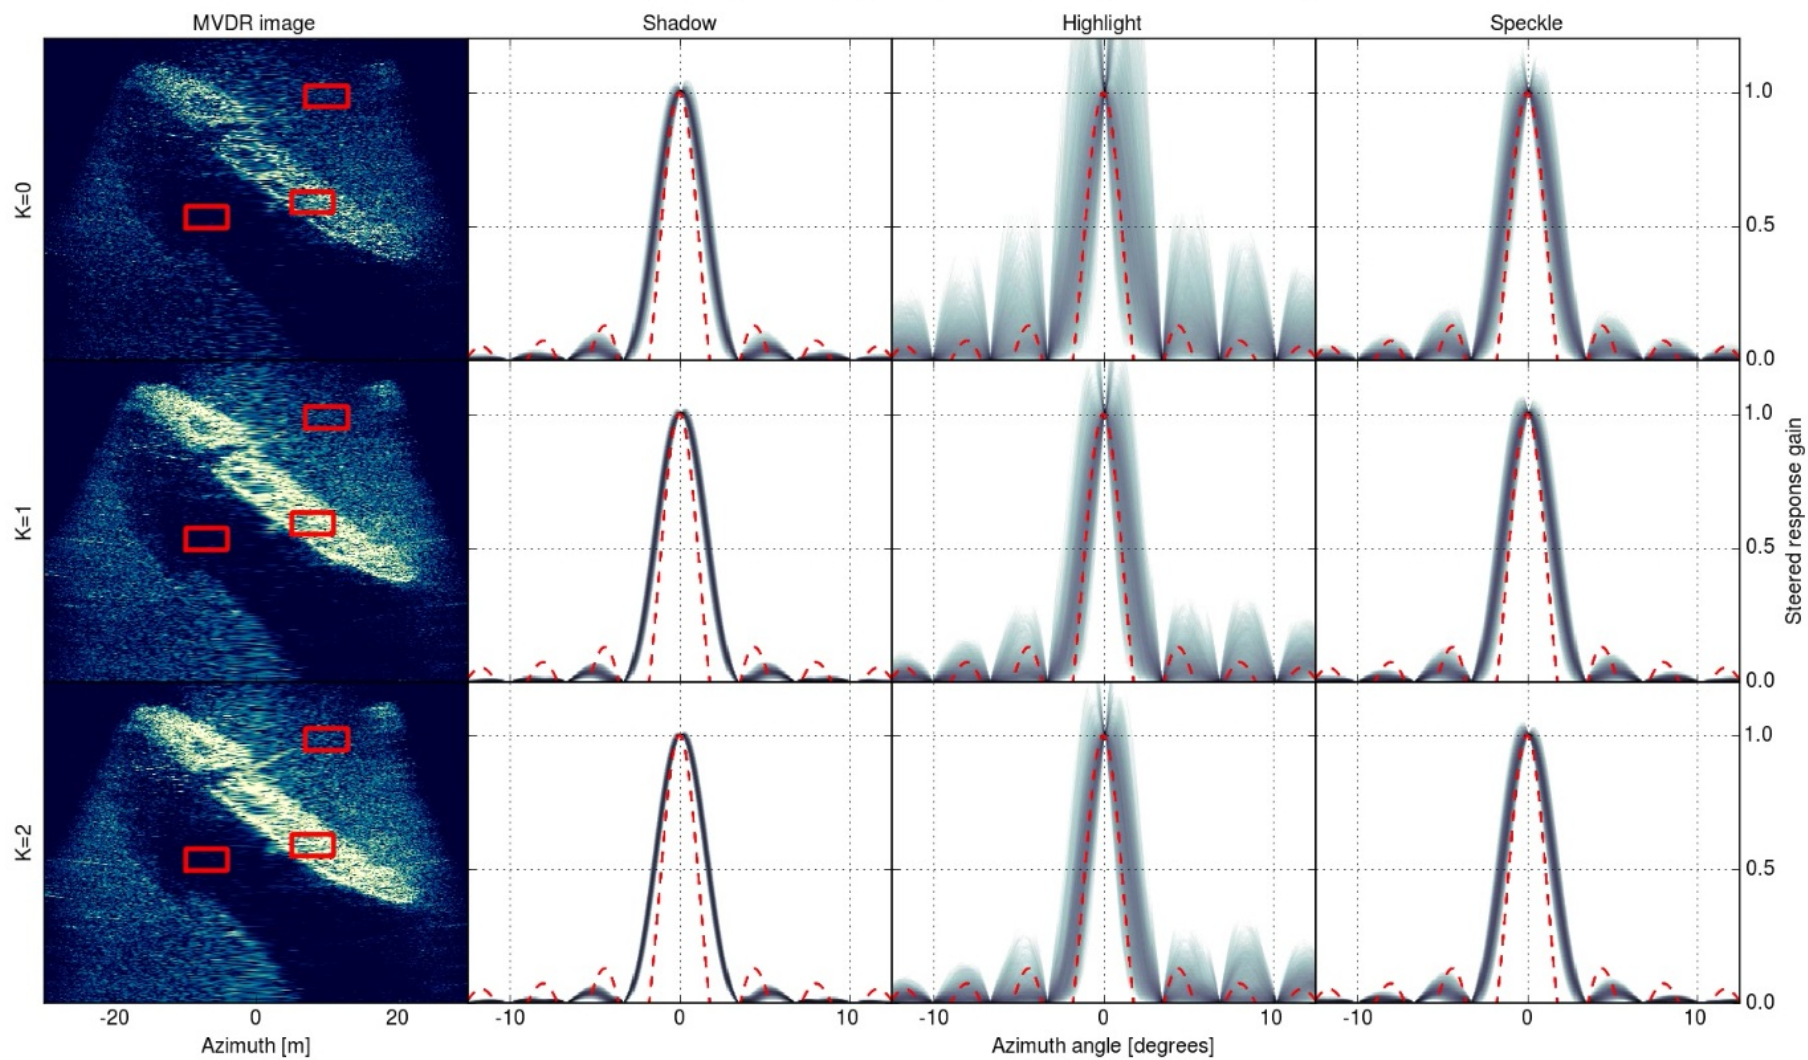 MVDR image Shadow Highlight Speckle
K=0
1.0
0.5
0.0
K=1
1.0
0.5
0.0
Steered response gain
K=2
1.0
0.5
0.0
-20 0 20 -10 0 10 -10 0 10 -10 0 10
Azimuth [m] Azimuth angle [degrees]